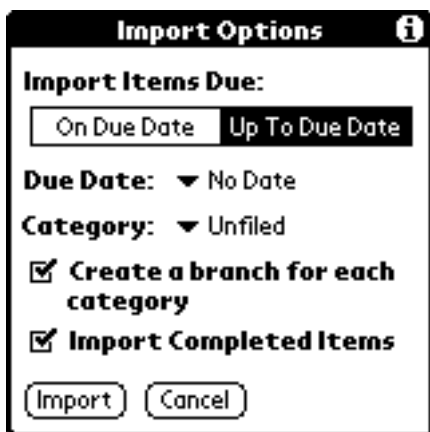 Import Options
Import Items Due:
On Due Date Up To Due Date
Due Date: No Date
Category: Unfiled
Create a branch for each
category
Import Completed Items
Import Cancel